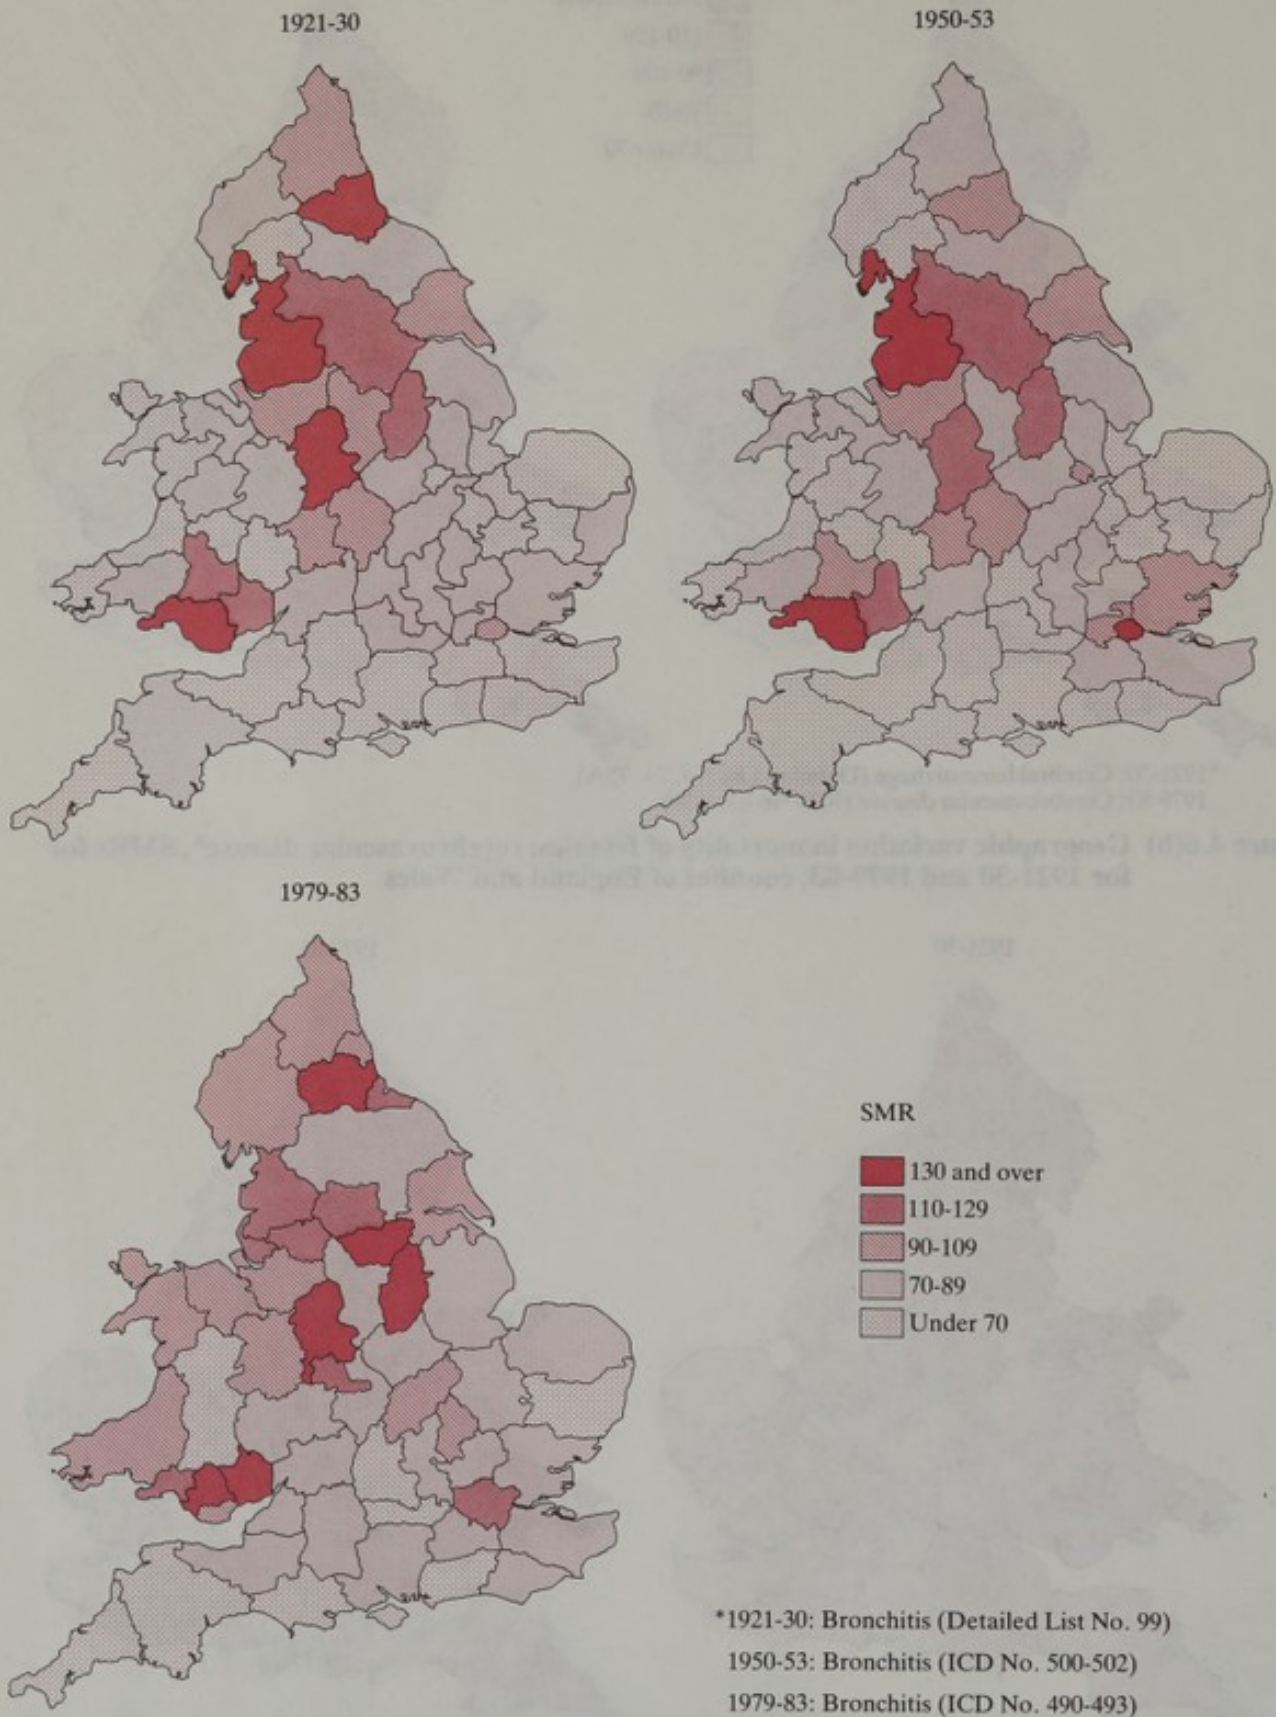 1921-30
1950-53
1979-83
SMR
130 and over
110-129
90-109
70-89
Under 70
*1921-30: Bronchitis (Detailed List No. 99)
1950-53: Bronchitis (ICD No. 500-502)
1979-83: Bronchitis (ICD No. 490-493)